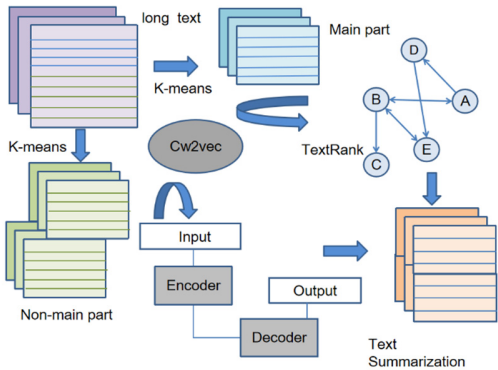 long text
Main part
K-means
K-means
D
B
A
TextRank
E
C
Cw2vec
Input
Encoder
Output
Decoder
Non-main part
Text
Summarization